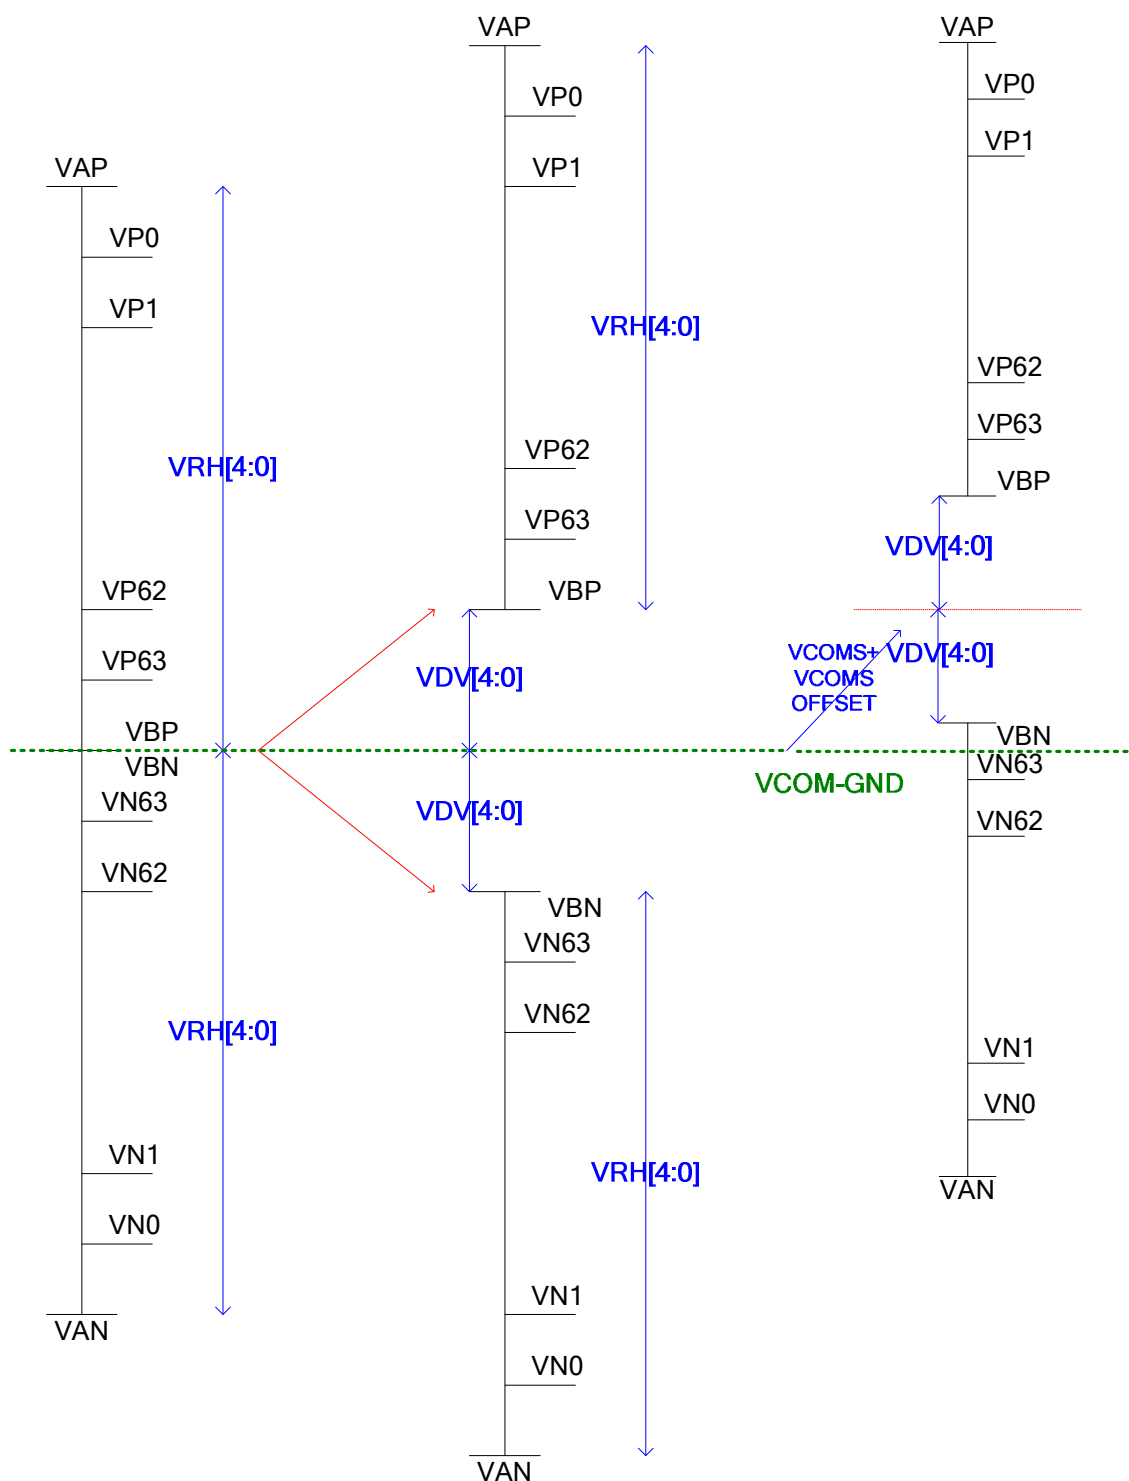 VAP
VP0
VP1
VRH[4:0]
VP62
VP63
VBP
VBN
VN63
VN62
VRH[4:0]
VN1
VN0
VAN
VAP
VP0
VP1
VRH[4:0]
VP62
VP63
VBP
VDV[4:0]
VDV[4:0]
VBN
VN63
VN62
VRH[4:0]
VN1
VN0
VAN
VAP
VP0
VP1
VP62
VP63
VBP
VDV[4:0]
VCOMS+
VCOMS
OFFSET
VDV[4:0]
VBN
VCOM-GND
VN63
VN62
VN1
VN0
VAN